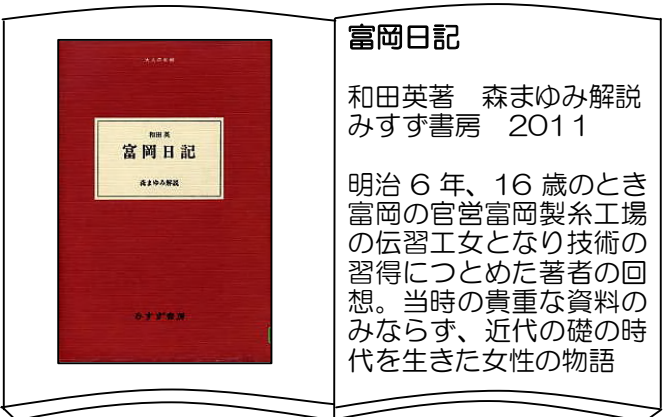 大人の本棚
和田 英
富岡日記
森まゆみ解説
みすず書房
富岡日記
和田英著　森まゆみ解説
みすず書房　2011
明治 6 年、16 歳のとき
富岡の官営富岡製糸工場
の伝習工女となり技術の
習得につとめた著者の回
想。当時の貴重な資料の
みならず、近代の礎の時
代を生きた女性の物語